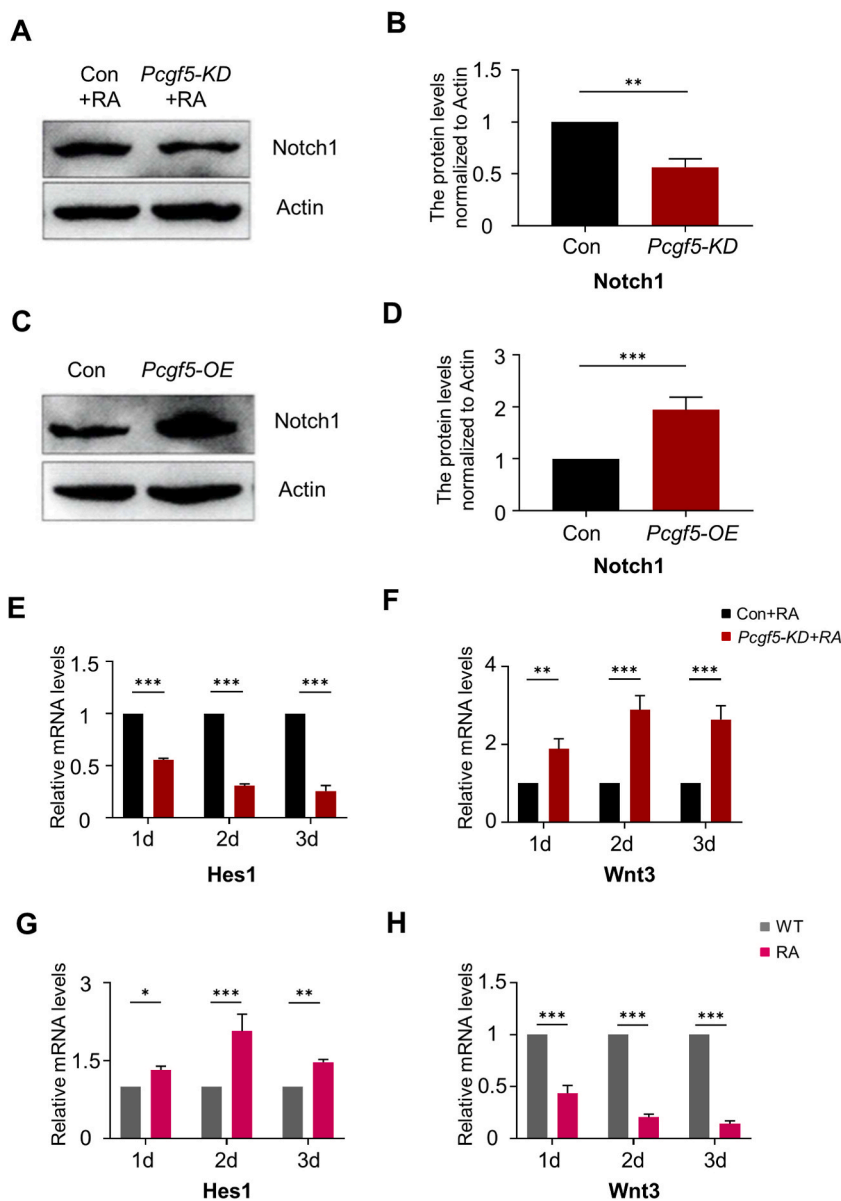 A
Con
+RA
Pcgf5-KD
+RA
Notch1
Actin
B
The protein levels
normalized to Actin
1.5
1
0.5
0
**
Con
Pcgf5-KD
Notch1
C
Con
Pcgf5-OE
Notch1
Actin
D
The protein levels
normalized to Actin
3
2
1
0
***
Con
Pcgf5-OE
Notch1
E
Relative mRNA levels
1.5
1
0.5
0
***
***
***
1d
2d
3d
Hes1
F
Con+RA
Pcgf5-KD+RA
Relative mRNA levels
4
2
0
**
***
***
1d
2d
3d
Wnt3
G
Relative mRNA levels
3
1.5
0
*
***
**
1d
2d
3d
Hes1
H
WT
RA
Relative mRNA levels
1.5
1
0.5
0
***
***
***
1d
2d
3d
Wnt3